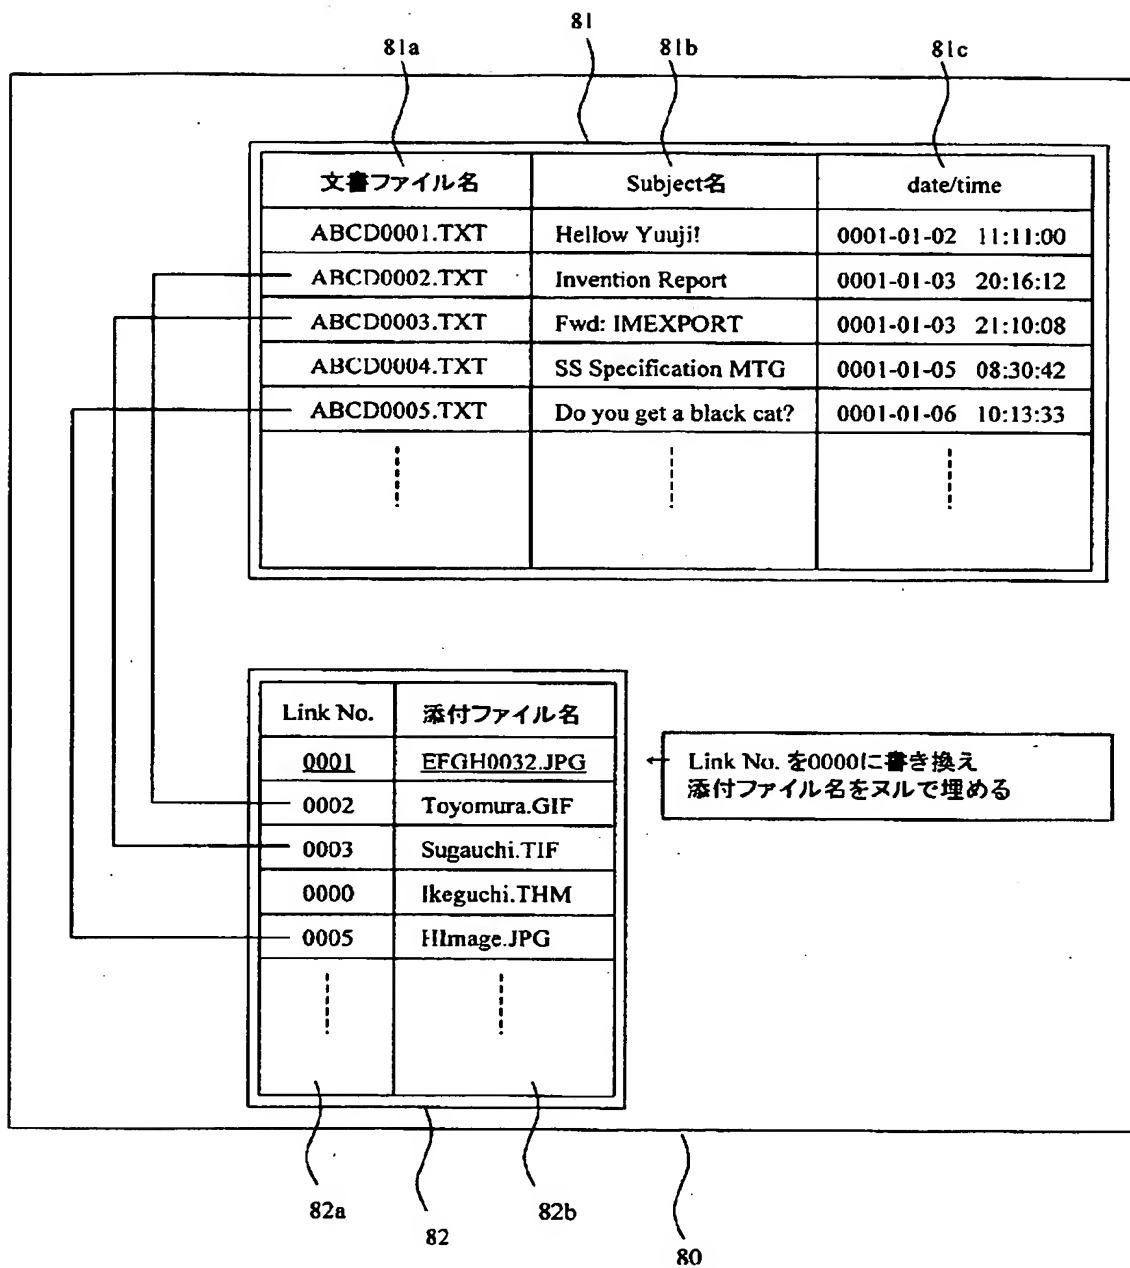 81
81a 81b 81c
文書ファイル名 Subject名 date/time
ABCD0001.TXT Hellow Yuuji! 0001-01-02 11:11:00
ABCD0002.TXT Invention Report 0001-01-03 20:16:12
ABCD0003.TXT Fwd: IMEXPORT 0001-01-03 21:10:08
ABCD0004.TXT SS Specification MTG 0001-01-05 08:30:42
ABCD0005.TXT Do you get a black cat? 0001-01-06 10:13:33
Link No. 添付ファイル名
0001 EFGH0032.JPG
0002 Toyomura.GIF
0003 Sugauchi.TIF
0000 Ikeguchi.THM
0005 HImage.JPG
← Link No. を0000に書き換え
添付ファイル名をヌルで埋める
82a 82 82b
80